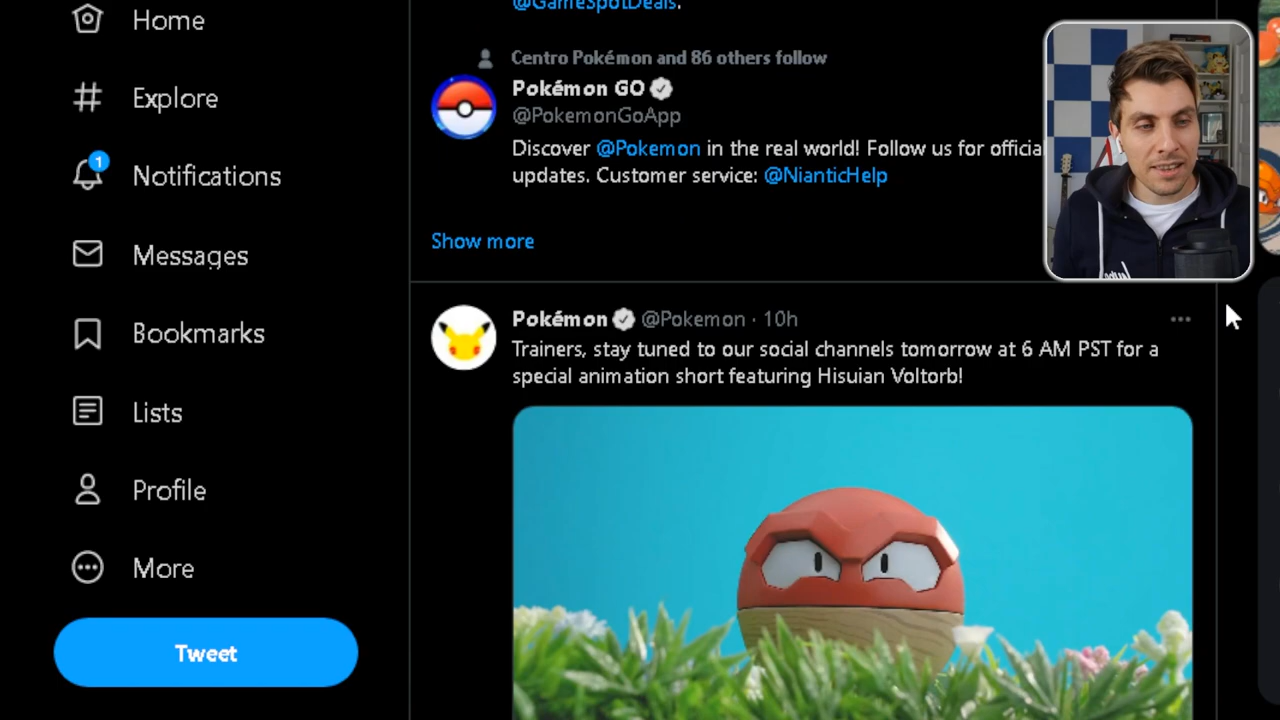 Home
Explore
1
Notifications
Messages
Bookmarks
Lists
Profile
More
Tweet
@GameSpotDeals.
Centro Pokémon and 86 others follow
Pokémon GO
@PokemonGoApp
Discover @Pokemon in the real world! Follow us for officia
updates. Customer service: @NianticHelp
Show more
Pokémon @Pokemon · 10h
Trainers, stay tuned to our social channels tomorrow at 6 AM PST for a
special animation short featuring Hisuian Voltorb!